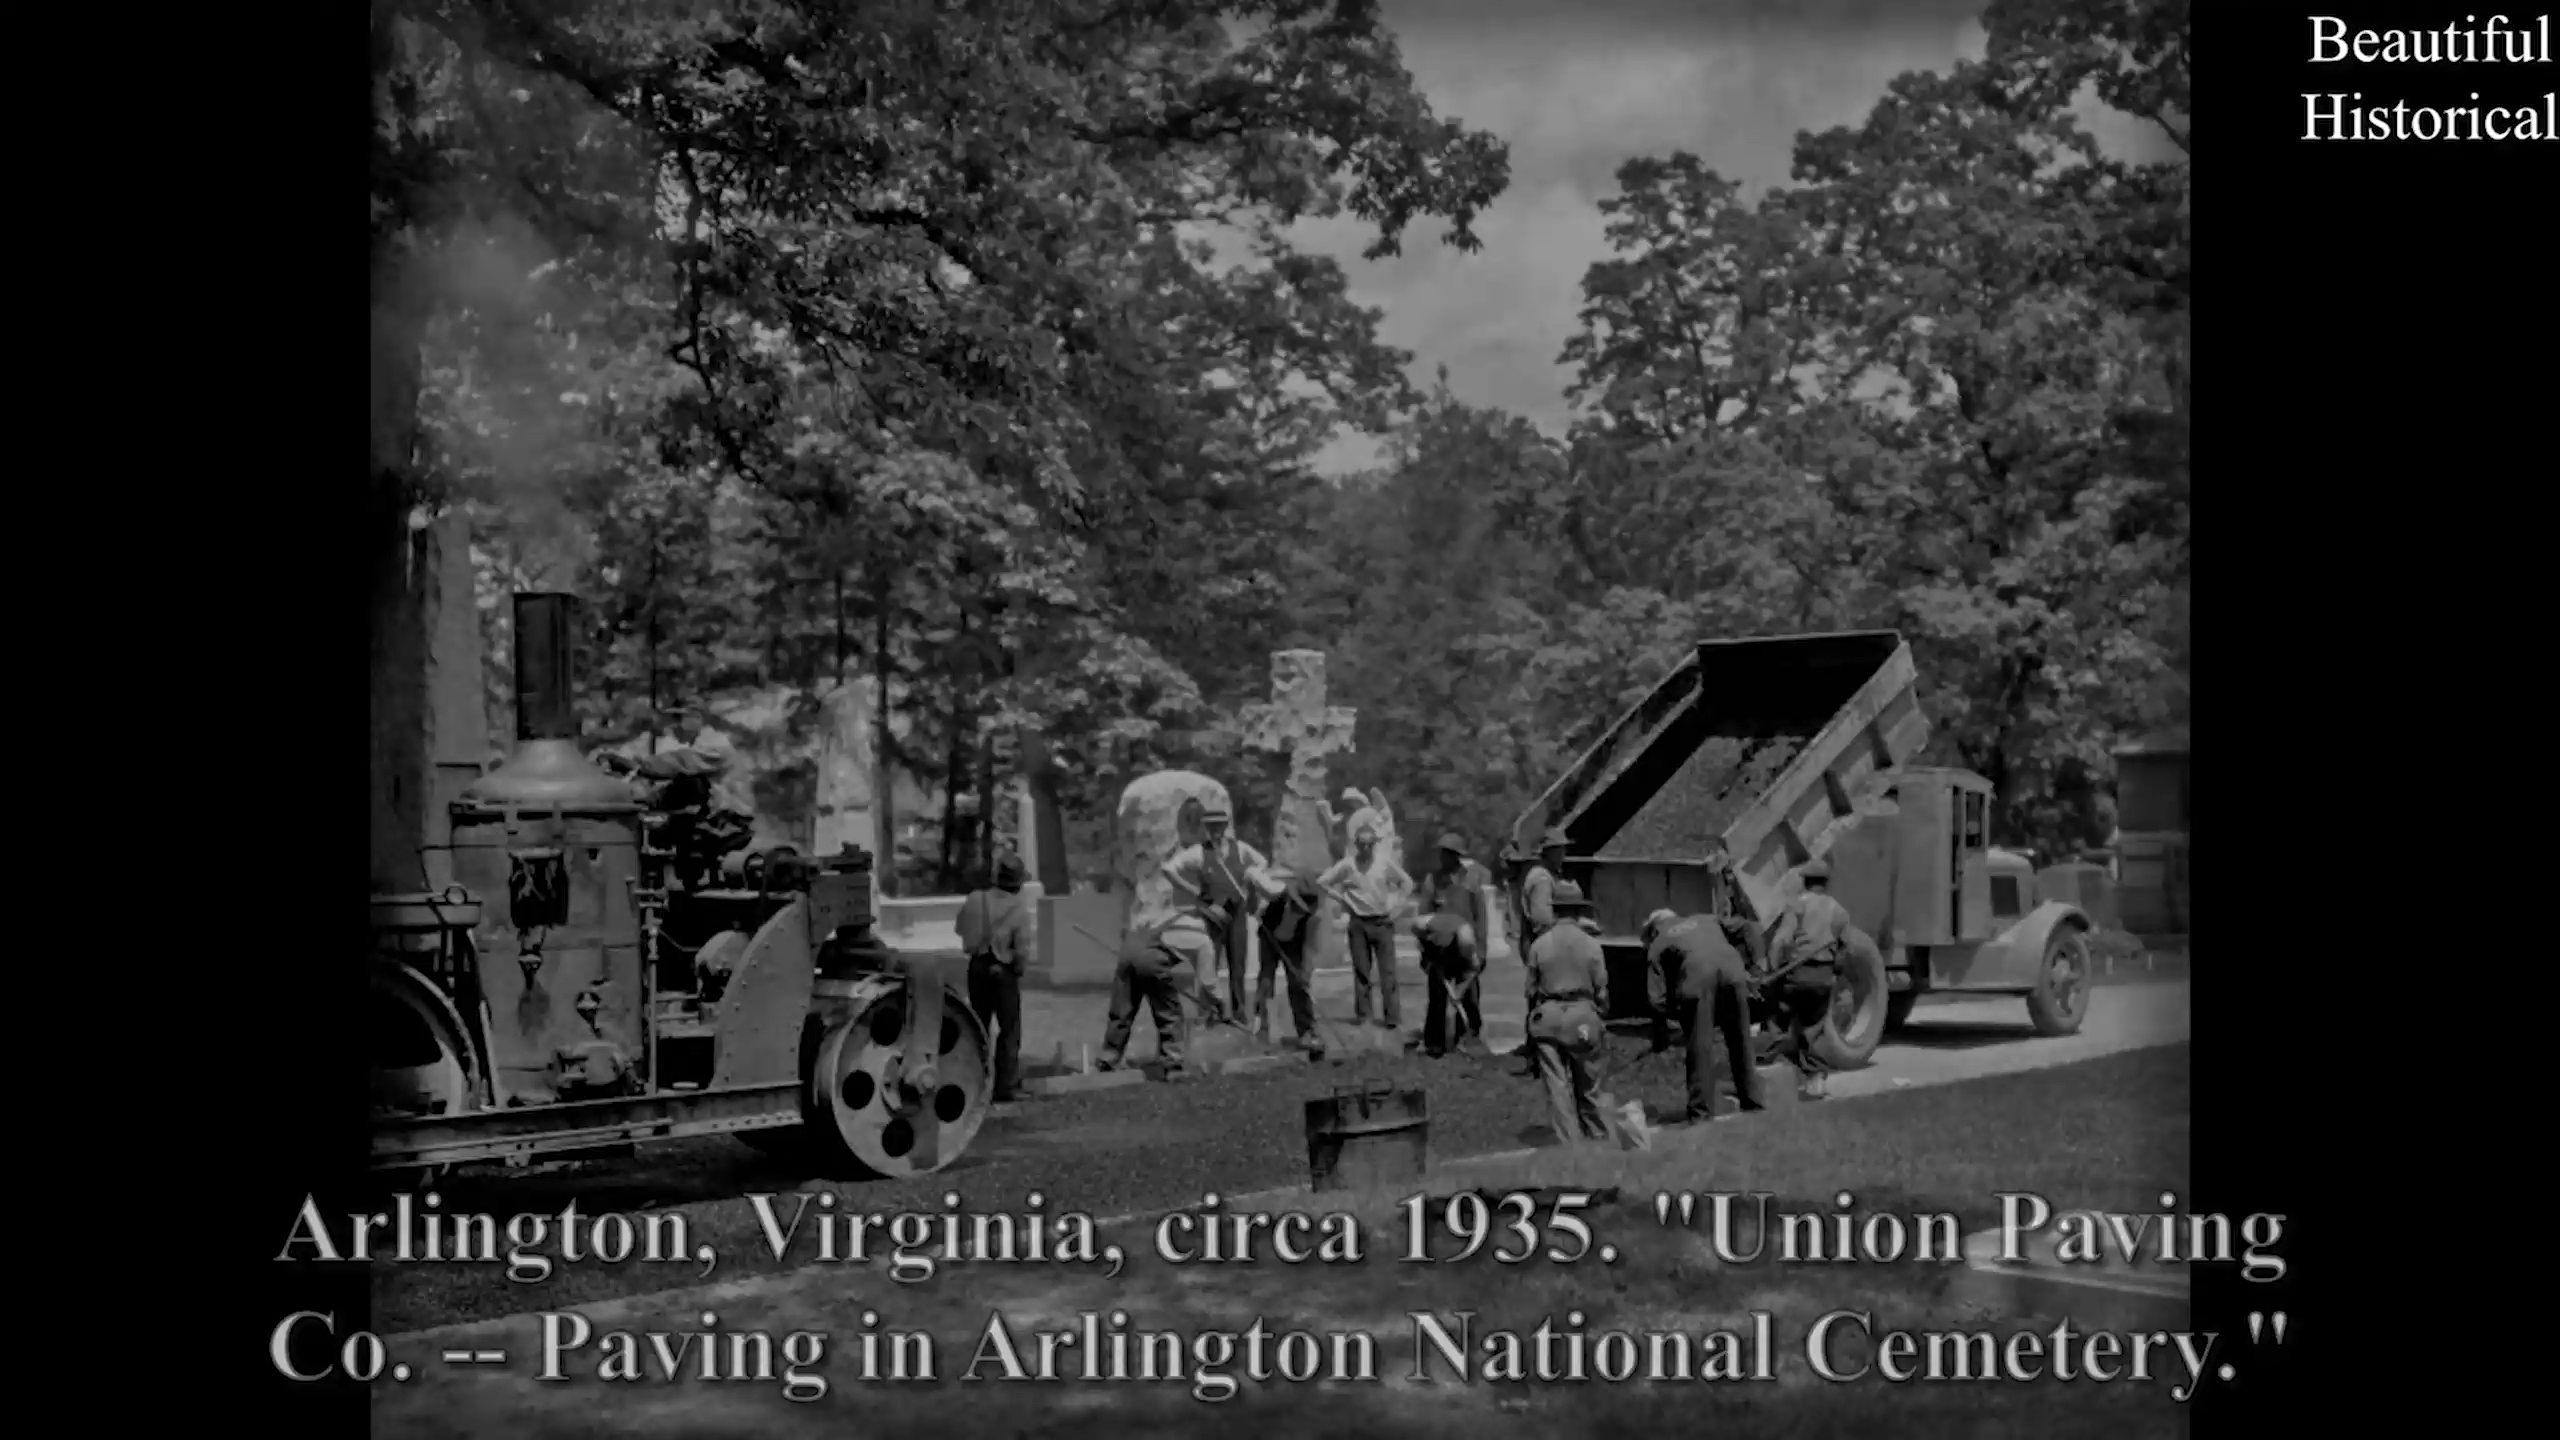 Beautiful
Historical
Arlington, Virginia, circa 1935. "Union Paving
Co. -- Paving in Arlington National Cemetery."